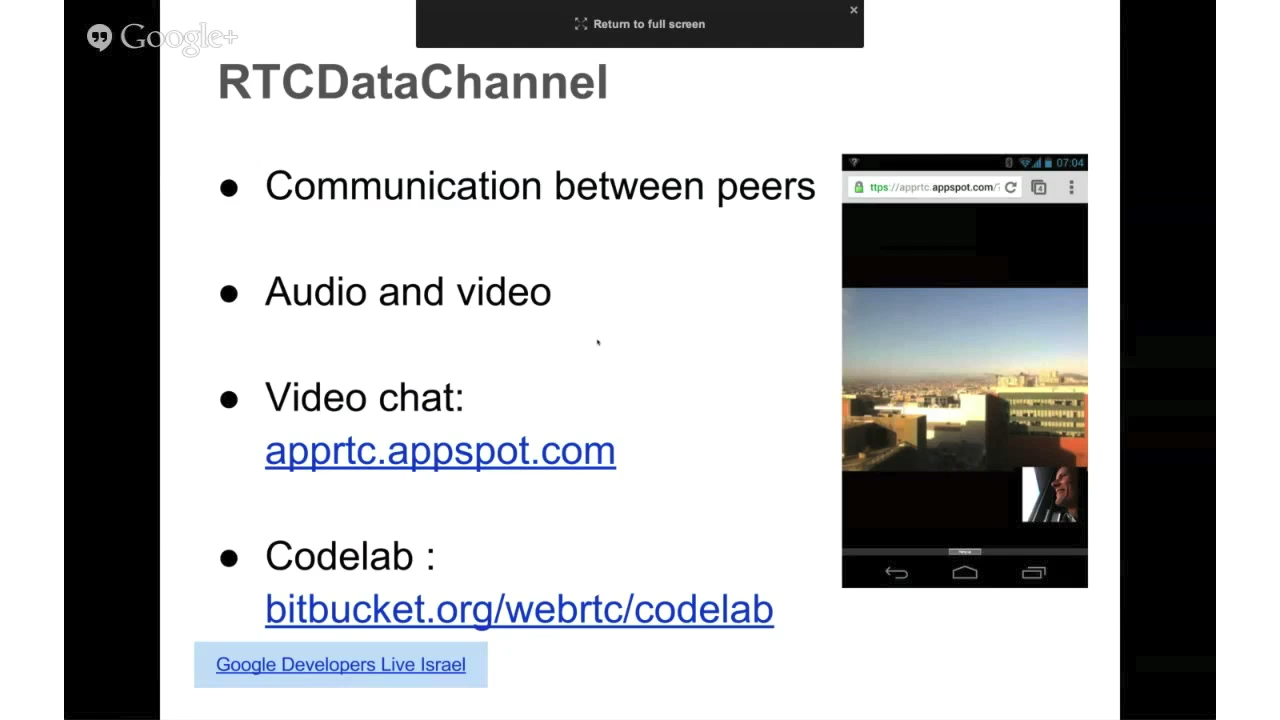 Google+
Return to full screen
RTCDataChannel
● Communication between peers
● Audio and video
● Video chat:
apprtc.appspot.com
● Codelab :
bitbucket.org/webrtc/codelab
Google Developers Live Israel
07:04
ttps://apprtc.appspot.com/
4